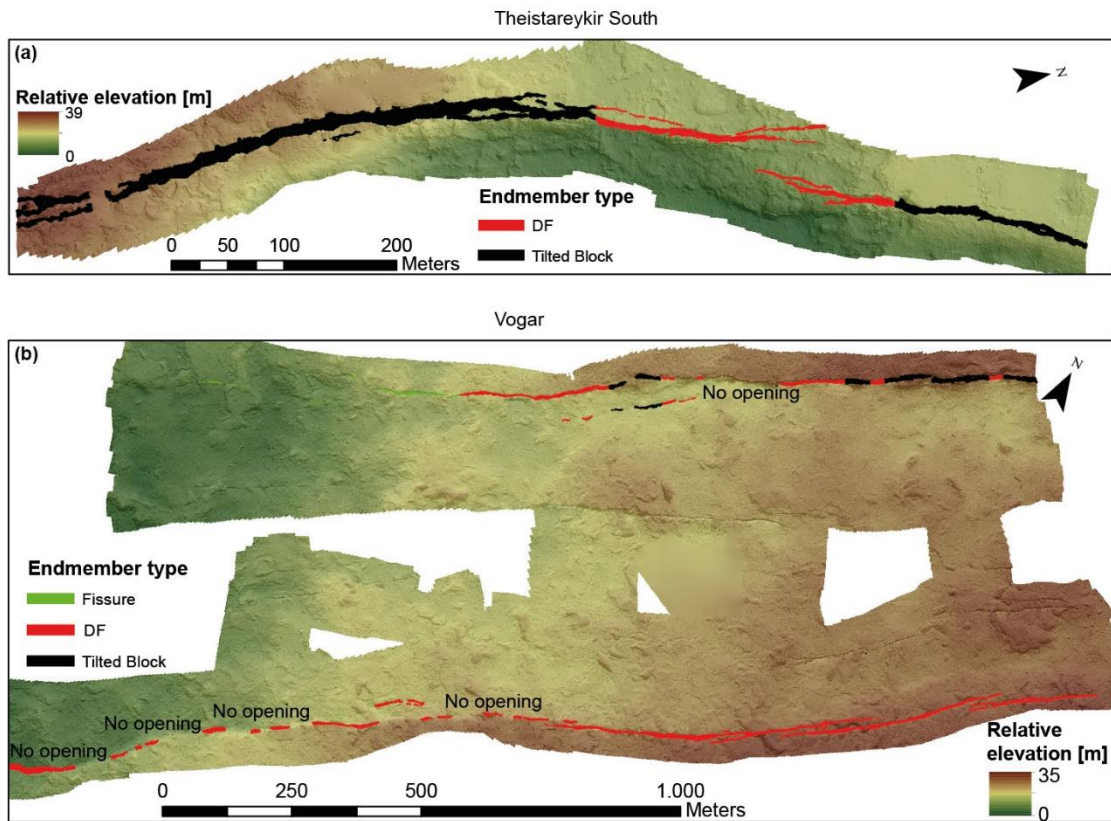 Theistareykir South
(a)
Relative elevation [m]
39
0
N
Endmember type
DF
Tilted Block
0 50 100 200
Meters
Vogar
(b)
N
No opening
Endmember type
Fissure
DF
Tilted Block
No opening
No opening
No opening
No opening
Relative
elevation [m]
35
0
0 250 500 1.000
Meters